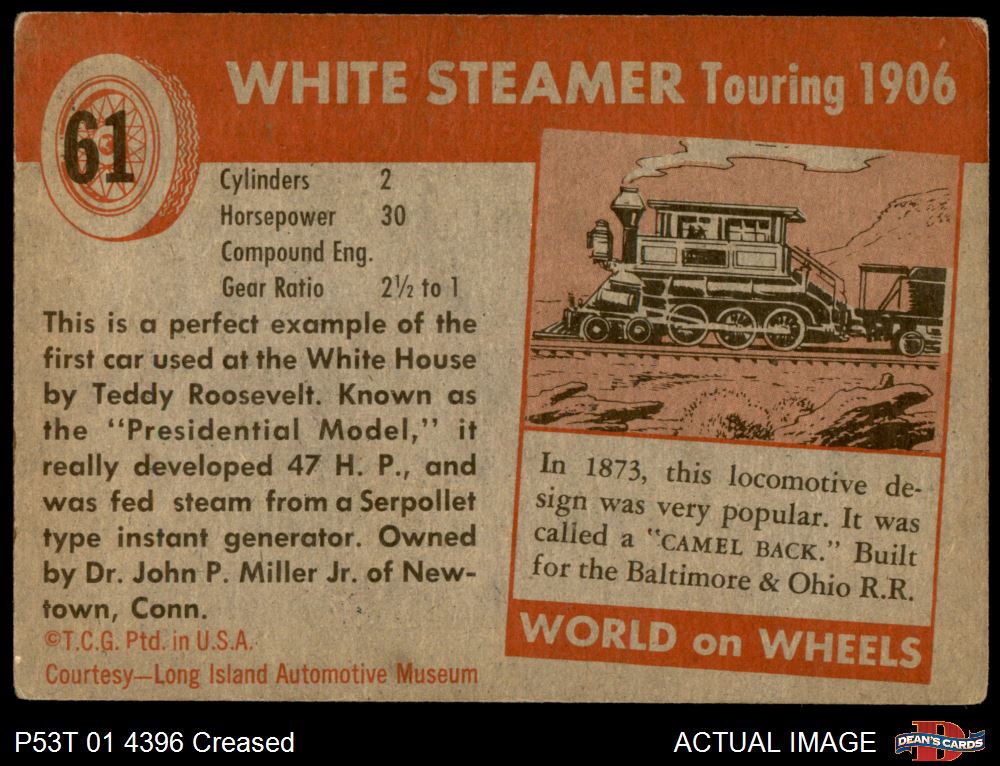 61
WHITE STEAMER Touring 1906
Cylinders 2
Horsepower 30
Compound Eng.
Gear Ratio 2½ to 1
This is a perfect example of the
first car used at the White House
by Teddy Roosevelt. Known as
the "Presidential Model," it
really developed 47 H. P., and
was fed steam from a Serpollet
type instant generator. Owned
by Dr. John P. Miller Jr. of New-
town, Conn.
©T.C.G. Ptd. in U.S.A.
Courtesy—Long Island Automotive Museum
In 1873, this locomotive de-
sign was very popular. It was
called a "CAMEL BACK." Built
for the Baltimore & Ohio R.R.
WORLD on WHEELS
P53T 01 4396 Creased
ACTUAL IMAGE
D
DEAN'S CARDS